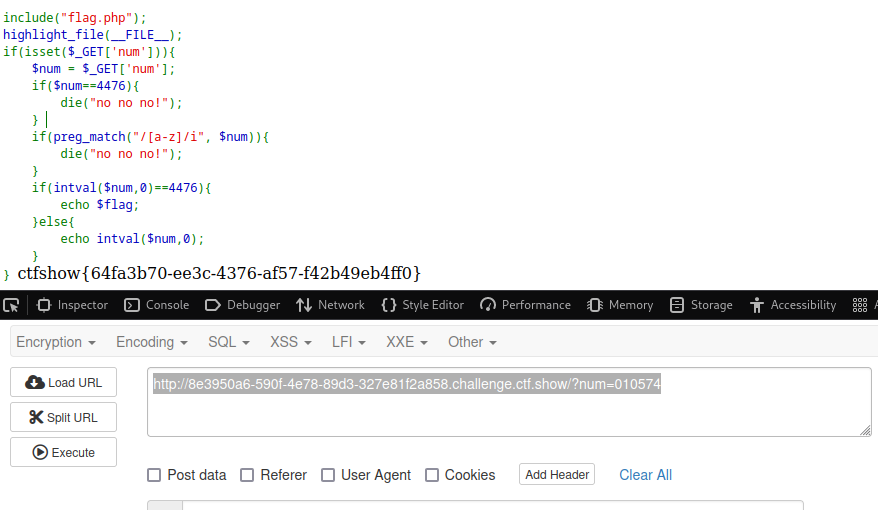 include("flag.php");
highlight_file(__FILE__);
if(isset($_GET['num'])){
    $num = $_GET['num'];
    if($num==4476){
        die("no no no!");
    }
    if(preg_match("/[a-z]/i", $num)){
        die("no no no!");
    }
    if(intval($num,0)==4476){
        echo $flag;
    }else{
        echo intval($num,0);
    }
} ctfshow{64fa3b70-ee3c-4376-af57-f42b49eb4ff0}
Inspector Console Debugger Network Style Editor Performance Memory Storage Accessibility A
Encryption Encoding SQL XSS LFI XXE Other
Load URL http://8e3950a6-590f-4e78-89d3-327e81f2a858.challenge.ctf.show/?num=010574
Split URL
Execute
Post data Referer User Agent Cookies Add Header Clear All